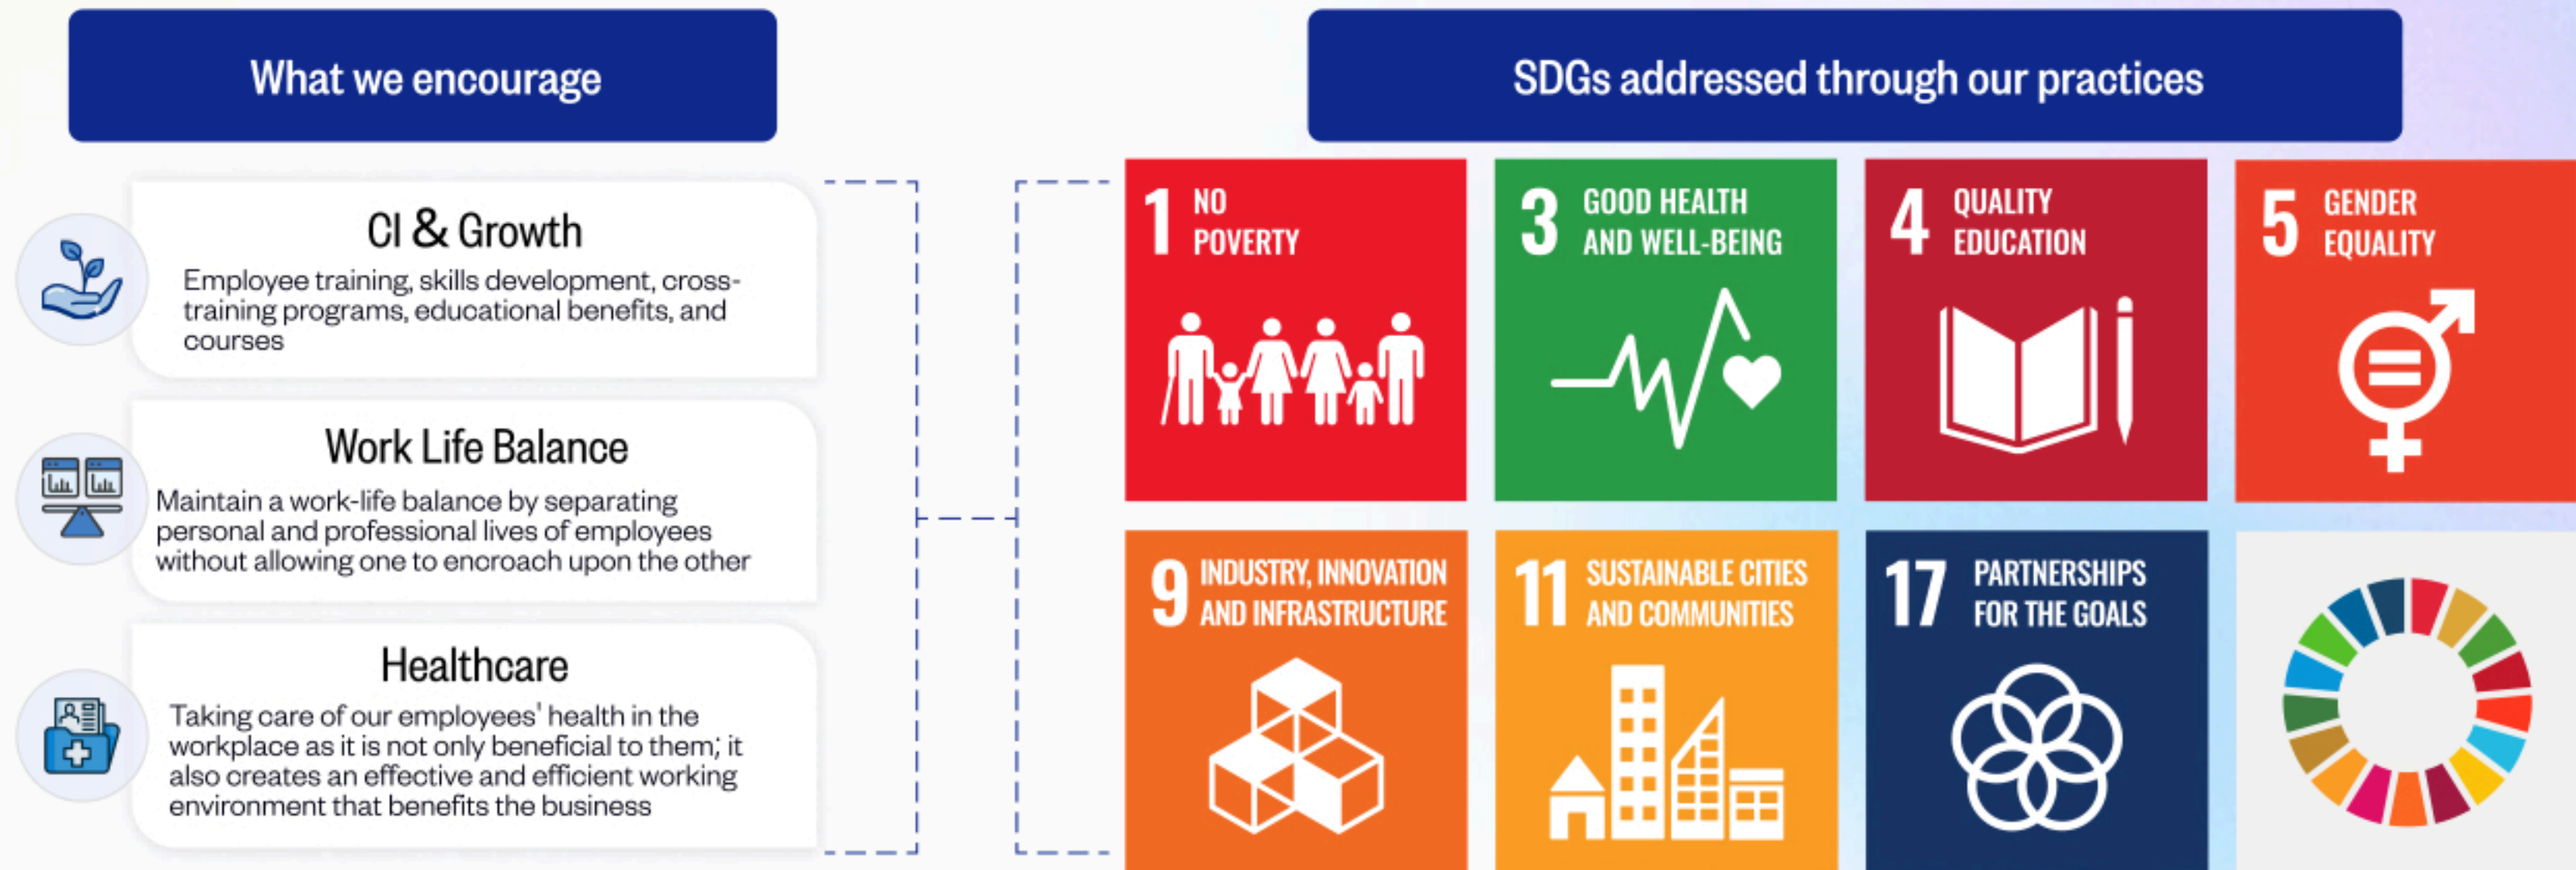 What we encourage
CI & Growth
Employee training, skills development, cross-
training programs, educational benefits, and
courses
Work Life Balance
Maintain a work-life balance by separating
personal and professional lives of employees
without allowing one to encroach upon the other
Healthcare
Taking care of our employees' health in the
workplace as it is not only beneficial to them; it
also creates an effective and efficient working
environment that benefits the business
SDGs addressed through our practices
1 NO
POVERTY
3 GOOD HEALTH
AND WELL-BEING
4 QUALITY
EDUCATION
5 GENDER
EQUALITY
9 INDUSTRY, INNOVATION
AND INFRASTRUCTURE
11 SUSTAINABLE CITIES
AND COMMUNITIES
17 PARTNERSHIPS
FOR THE GOALS